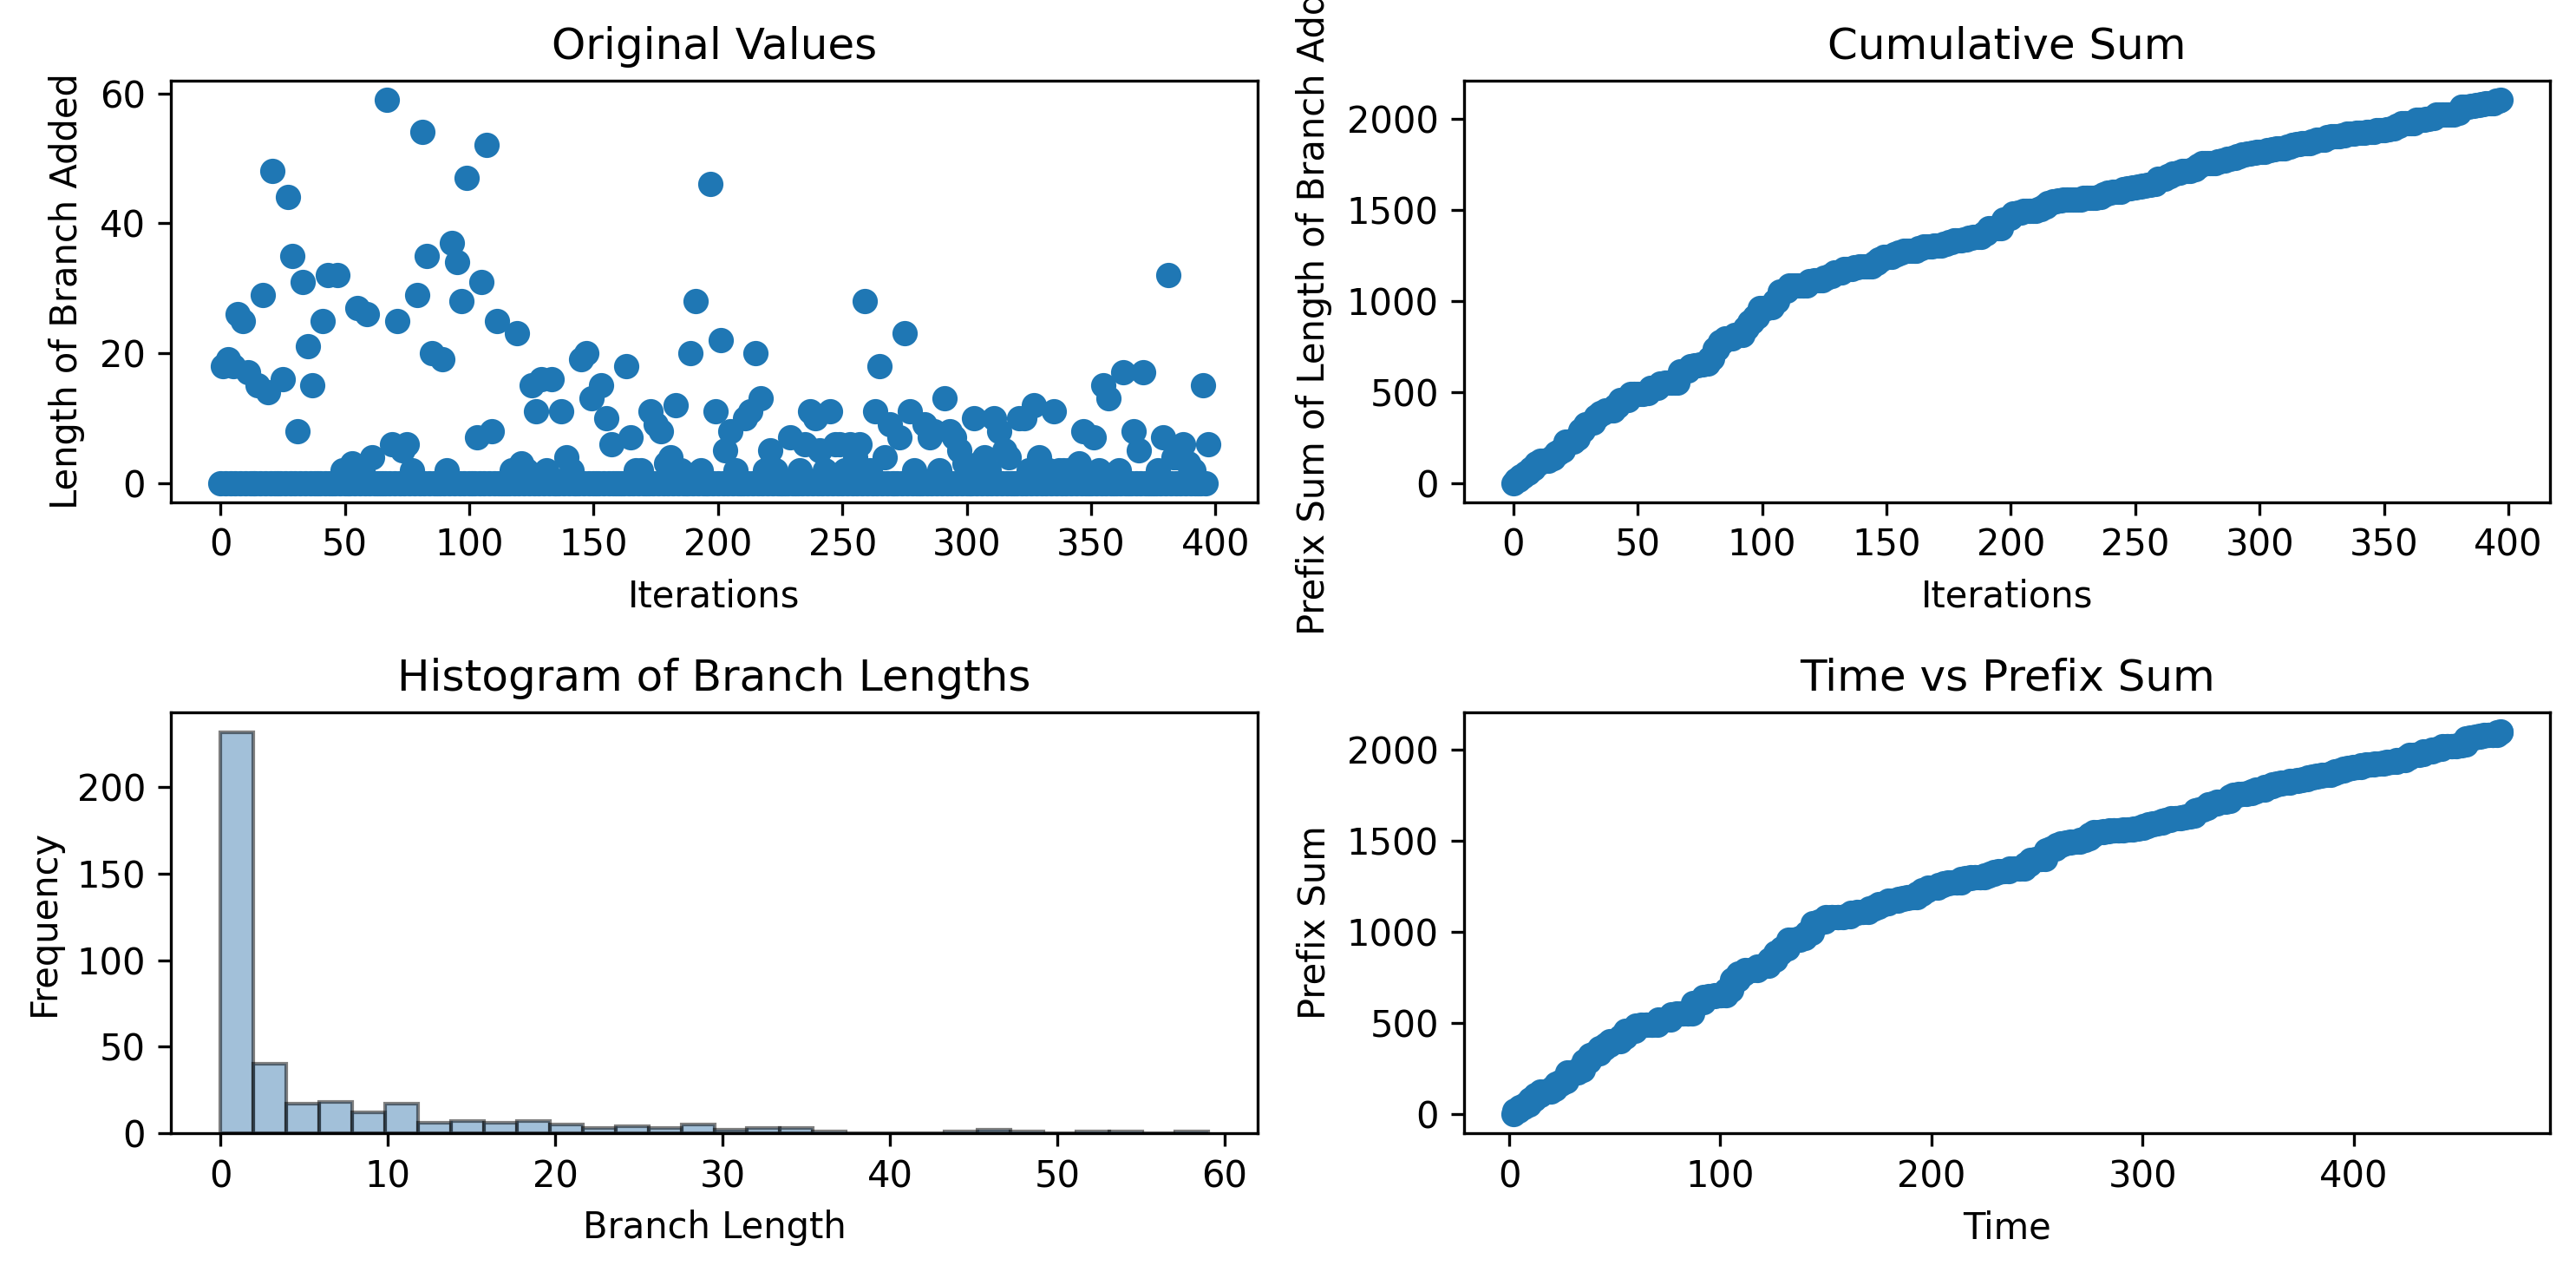 Original Values
Length of Branch Added
60
40
20
0
0 50 100 150 200 250 300 350 400
Iterations
Cumulative Sum
Prefix Sum of Length of Branch
2000
1500
1000
500
0
0 50 100 150 200 250 300 350 400
Iterations
Histogram of Branch Lengths
Frequency
200
150
100
50
0
0 10 20 30 40 50 60
Branch Length
Time vs Prefix Sum
Prefix Sum
2000
1500
1000
500
0
0 100 200 300 400
Time